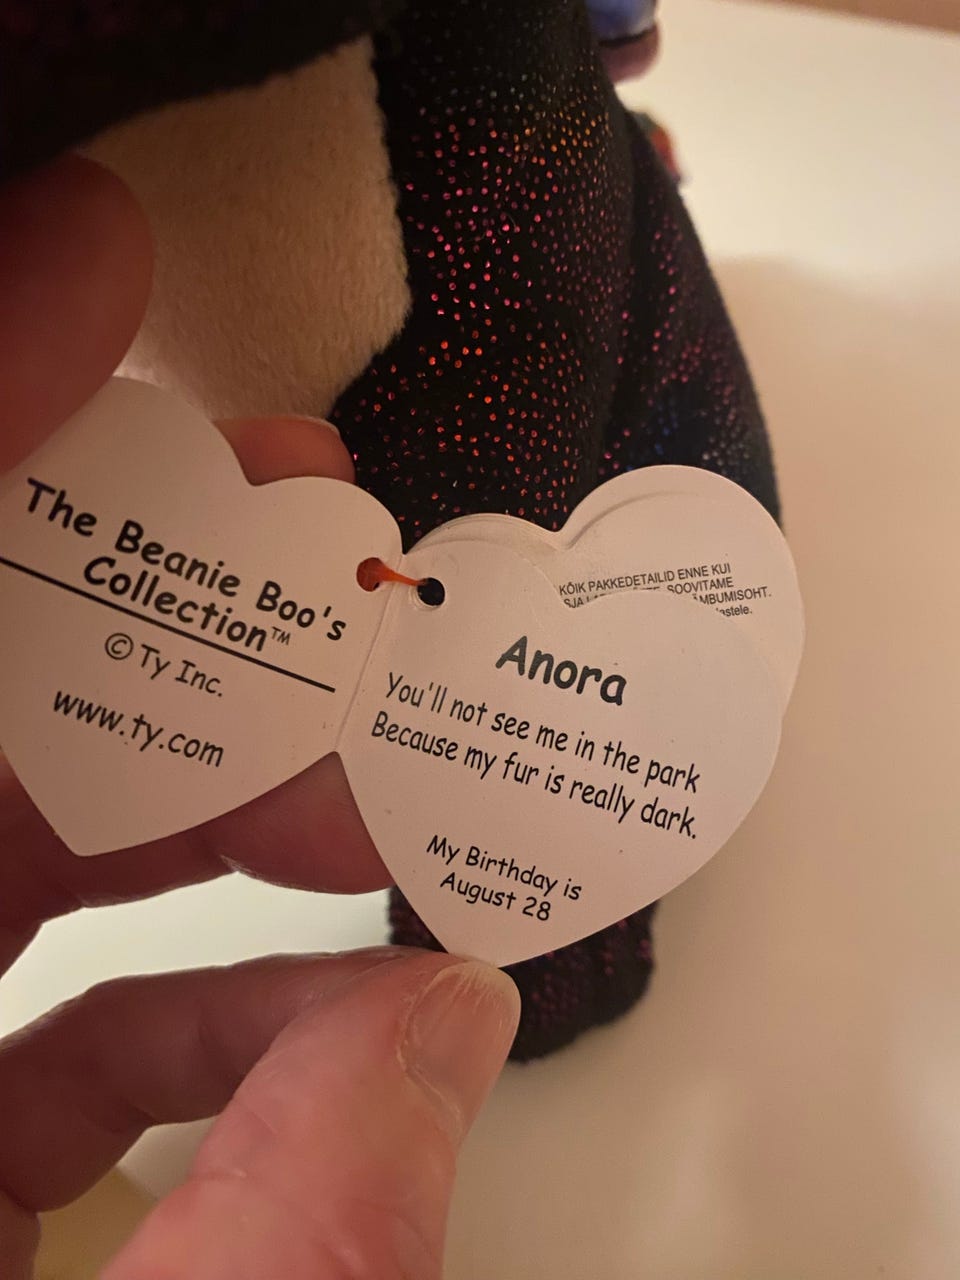 The Beanie Boo's
Collection™
© Ty Inc.
www.ty.com
KÕIK PAKKEDETAILID ENNE KUI
SOOVITAME
Anora
You'll not see me in the park
Because my fur is really dark.
My Birthday is
August 28